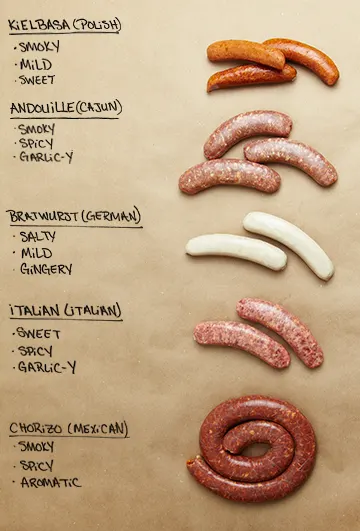 KiELBASA (POLiSH)
· SMOKY
· MiLD
· SWEET
ANDOUiLLE (CAJUN)
· SMOKY
· SPiCY
· GARLiC-Y
BRATWURST (GERMAN)
· SALTY
· MiLD
· GiNGERY
iTALiAN (iTALiAN)
· SWEET
· SPiCY
· GARLiC-Y
CHORiZO (MEXiCAN)
· SMOKY
· SPiCY
· AROMATiC